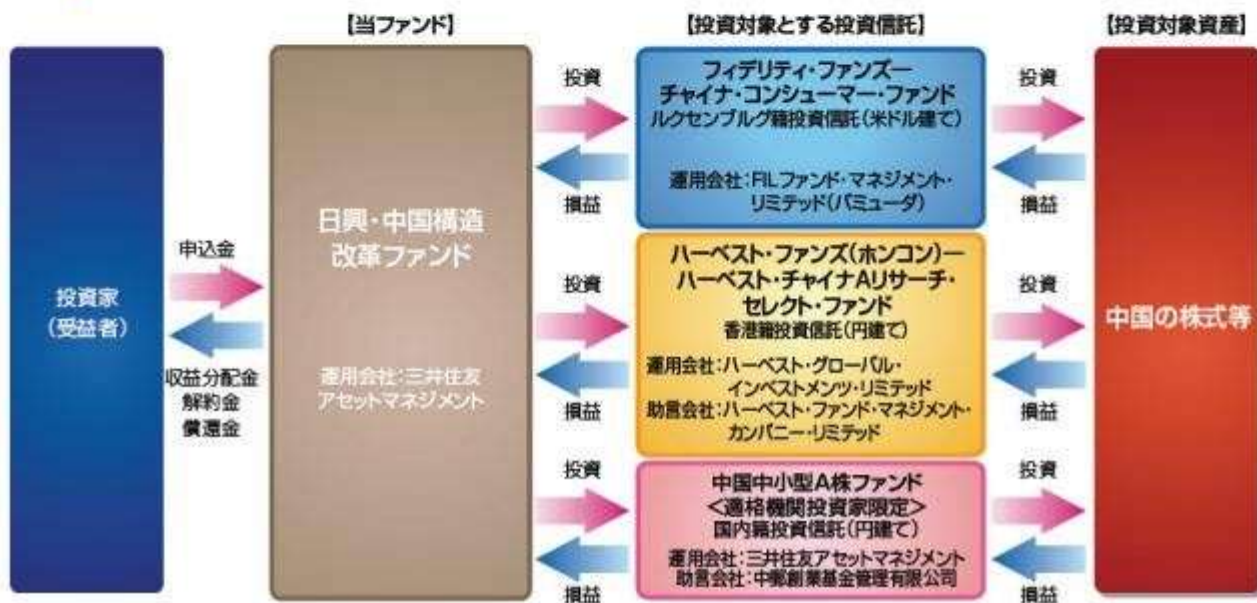 【当ファンド】
【投資対象とする投資信託】
【投資対象資産】
投資家
(受益者)
申込金
収益分配金
解約金
償還金
日興・中国構造
改革ファンド
運用会社:三井住友
アセットマネジメント
投資
損益
フィデリティ・ファンズ―
チャイナ・コンシューマー・ファンド
ルクセンブルグ籍投資信託(米ドル建て)
運用会社:FILファンド・マネジメント・
リミテッド(バミューダ)
投資
損益
投資
損益
ハーベスト・ファンズ(ホンコン)―
ハーベスト・チャイナAリサーチ・
セレクト・ファンド
香港籍投資信託(円建て)
運用会社:ハーベスト・グローバル・
インベストメンツ・リミテッド
助言会社:ハーベスト・ファンド・マネジメント・
カンパニー・リミテッド
投資
損益
投資
損益
中国中小型A株ファンド
<適格機関投資家限定>
国内籍投資信託(円建て)
運用会社:三井住友アセットマネジメント
助言会社:中郵創業基金管理有限公司
投資
損益
中国の株式等